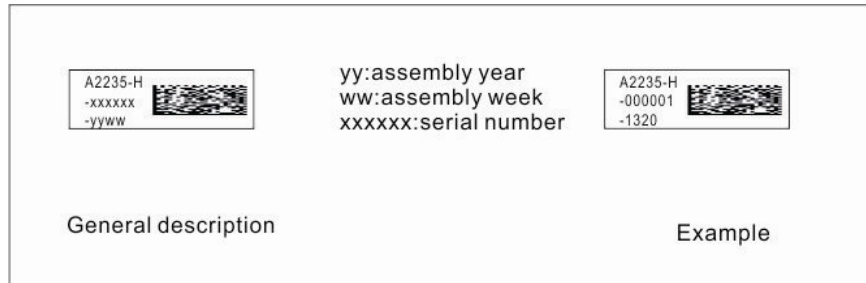 A2235-H
-xxxxxx
-yyww
yy:assembly year
ww:assembly week
xxxxxx:serial number
A2235-H
-000001
-1320
General description
Example